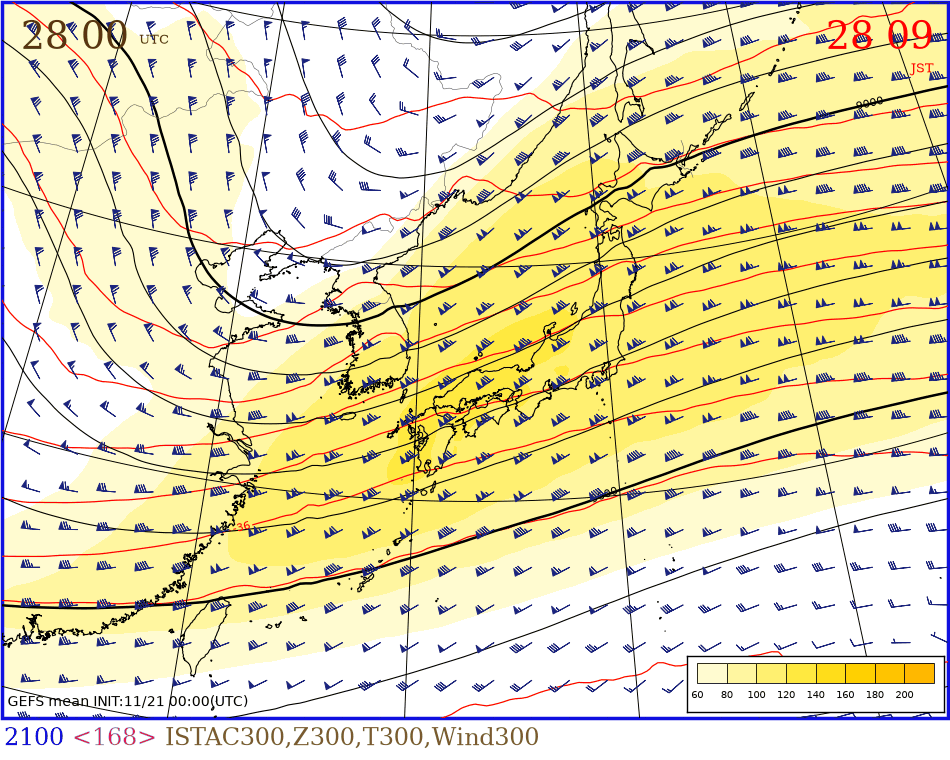 28 00 UTC
28 09
JST
9000
-36
GEFS mean INIT:11/21 00:00(UTC)
60 80 100 120 140 160 180 200
2100 <168> ISTAC300,Z300,T300,Wind300